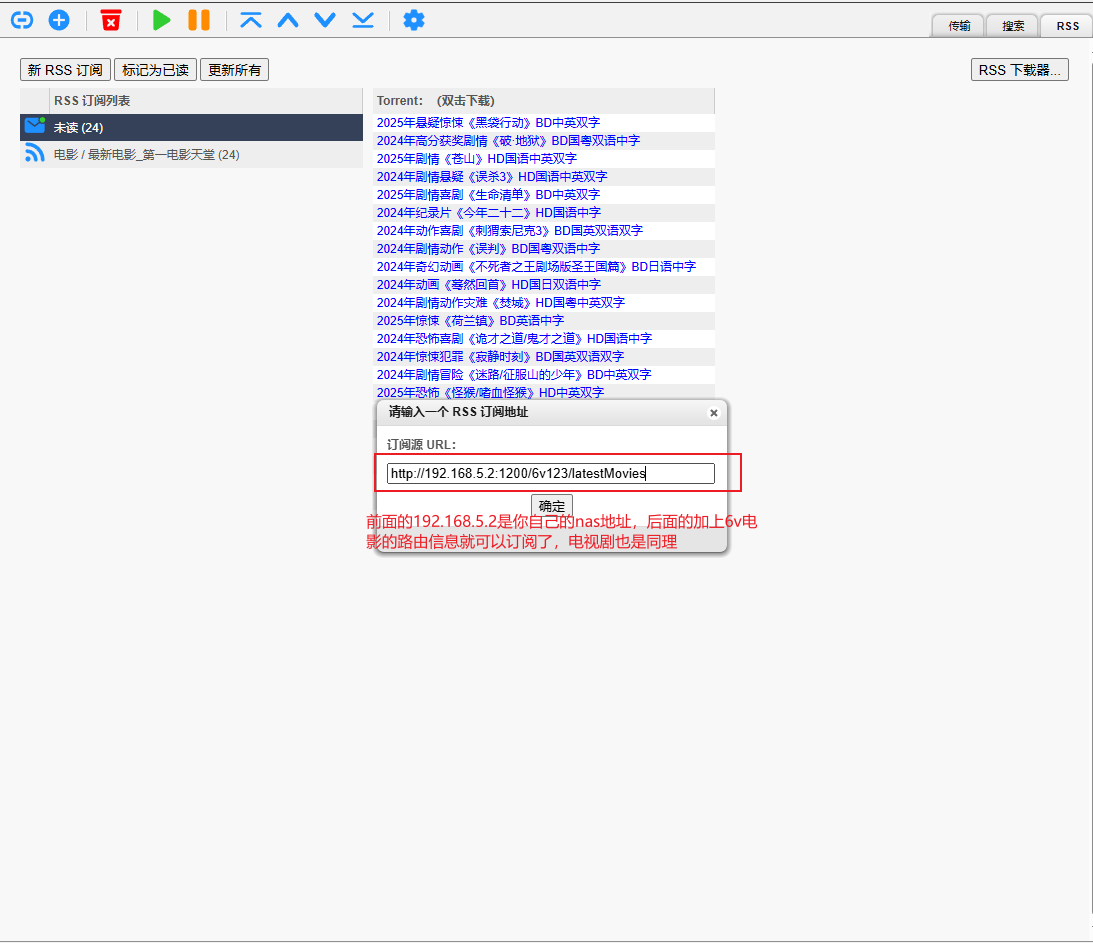 传输
搜索
RSS
新 RSS 订阅
标记为已读
更新所有
RSS 下载器...
RSS 订阅列表
未读 (24)
电影 / 最新电影_第一电影天堂 (24)
Torrent: (双击下载)
2025年悬疑惊悚《黑袋行动》BD中英双字
2024年高分获奖剧情《破·地狱》BD国粤双语中字
2025年剧情《苍山》HD国语中英双字
2024年剧情悬疑《误杀3》HD国语中英双字
2025年剧情喜剧《生命清单》BD中英双字
2024年纪录片《今年二十二》HD国语中字
2024年动作喜剧《刺猬索尼克3》BD国英双语双字
2024年剧情动作《误判》BD国粤双语中字
2024年奇幻动画《不死者之王剧场版圣王国篇》BD日语中字
2024年动画《蓦然回首》HD国日双语中字
2024年剧情动作灾难《焚城》HD国粤中英双字
2025年惊悚《荷兰镇》BD英语中字
2024年恐怖喜剧《诡才之道/鬼才之道》HD国语中字
2024年惊悚犯罪《寂静时刻》BD国英双语双字
2024年剧情冒险《迷路/征服山的少年》BD中英双字
2025年恐怖《怪猴/嗜血怪猴》HD中英双字
请输入一个 RSS 订阅地址
订阅源 URL:
http://192.168.5.2:1200/6v123/latestMovies
确定
前面的192.168.5.2是你自己的nas地址，后面的加上6v电
影的路由信息就可以订阅了，电视剧也是同理